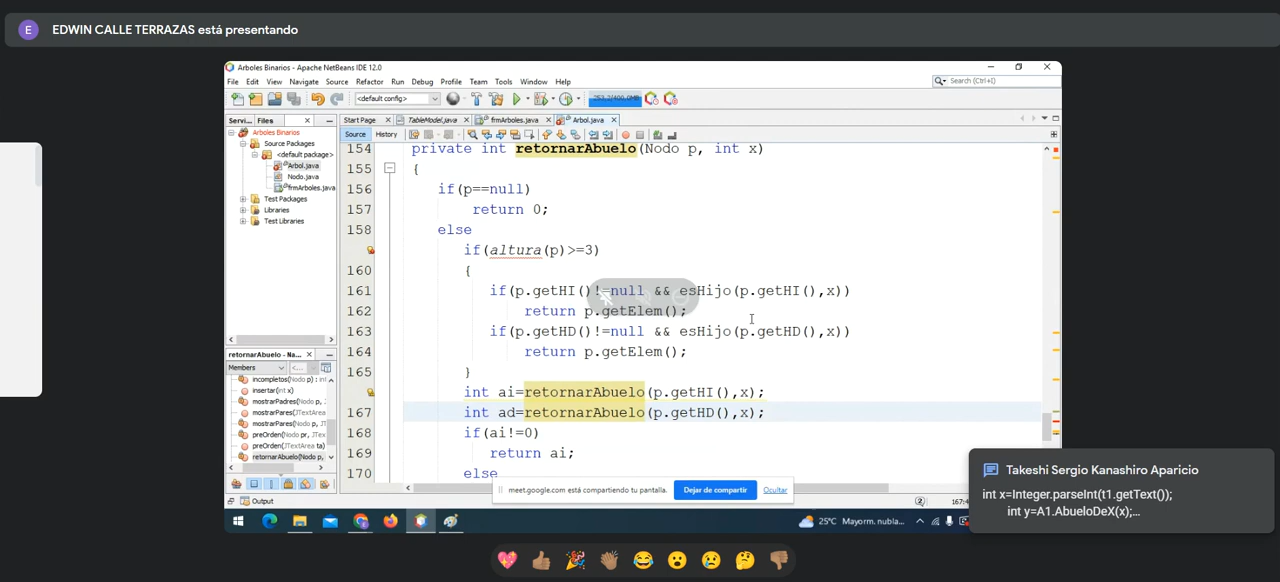 E EDWIN CALLE TERRAZAS está presentando
Arboles Binarios - Apache NetBeans IDE 12.0
File Edit View Navigate Source Refactor Run Debug Profile Team Tools Window Help
Search (Ctrl+I)
<default config>
Servi... Files
Start Page TableModel.java frmArboles.java Arbol.java
Source History
Arboles Binarios
Source Packages
<default package>
Arbol.java
Nodo.java
frmArboles.java
Test Packages
Libraries
Test Libraries
154 private int retornarAbuelo(Nodo p, int x)
155 {
156 if(p==null)
157 return 0;
158 else
if(altura(p)>=3)
160 {
161 if(p.getHI()!=null && esHijo(p.getHI(),x))
162 return p.getElem();
163 if(p.getHD()!=null && esHijo(p.getHD(),x))
164 return p.getElem();
165 }
int ai=retornarAbuelo(p.getHI(),x);
167 int ad=retornarAbuelo(p.getHD(),x);
168 if(ai!=0)
169 return ai;
170 else
retornarAbuelo - Na...
Members
incompletos(Nodo p) : int
insertar(int x)
mostrarPadres(Nodo p,
mostrarPares(JTextArea
mostrarPares(Nodo p, J
preOrden(Nodo pr, JTex
preOrden(JTextArea ta)
retornarAbuelo(Nodo p,
Output
meet.google.com está compartiendo tu pantalla. Dejar de compartir Ocultar
25°C Mayorm. nubla...
Takeshi Sergio Kanashiro Aparicio
int x=Integer.parseInt(t1.getText());
int y=A1.AbueloDeX(x);...